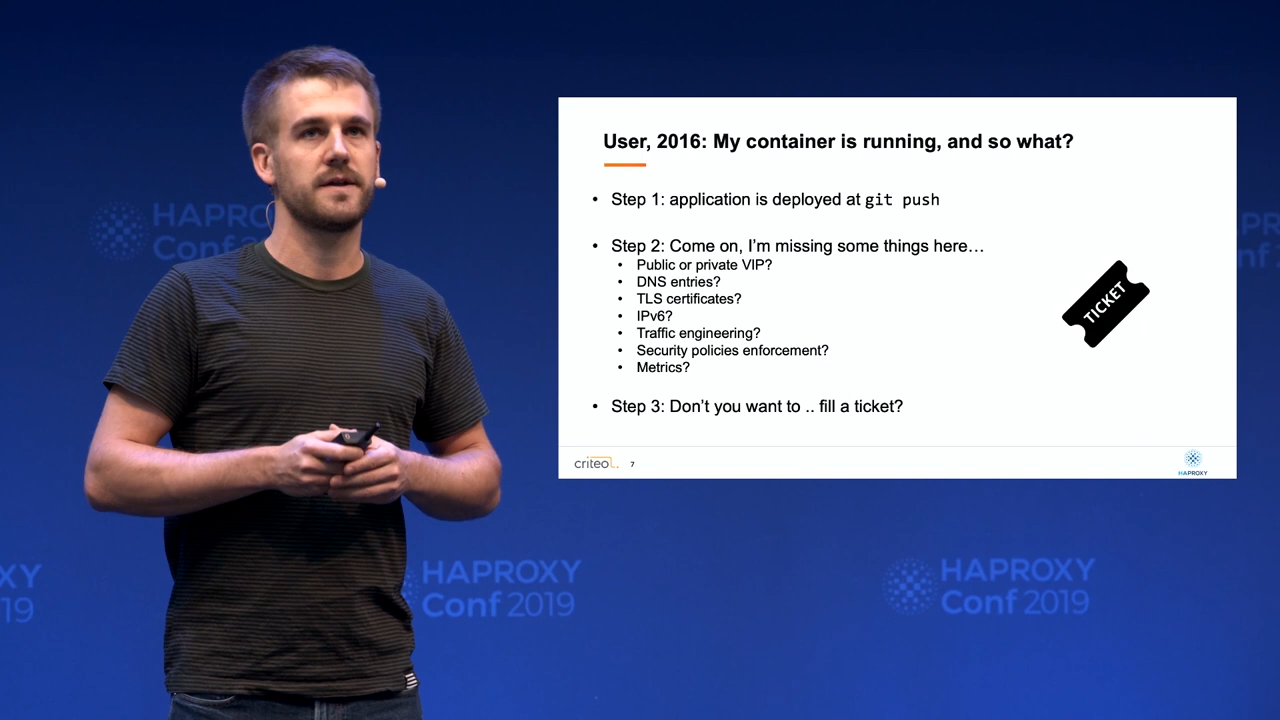 User, 2016: My container is running, and so what?
• Step 1: application is deployed at git push
• Step 2: Come on, I'm missing some things here…
• Public or private VIP?
• DNS entries?
• TLS certificates?
• IPv6?
• Traffic engineering?
• Security policies enforcement?
• Metrics?
TICKET
• Step 3: Don't you want to .. fill a ticket?
criteo
7
HAPROXY
HAPROXY
Conf 2019
HAPROXY
Conf 2019
XY
19